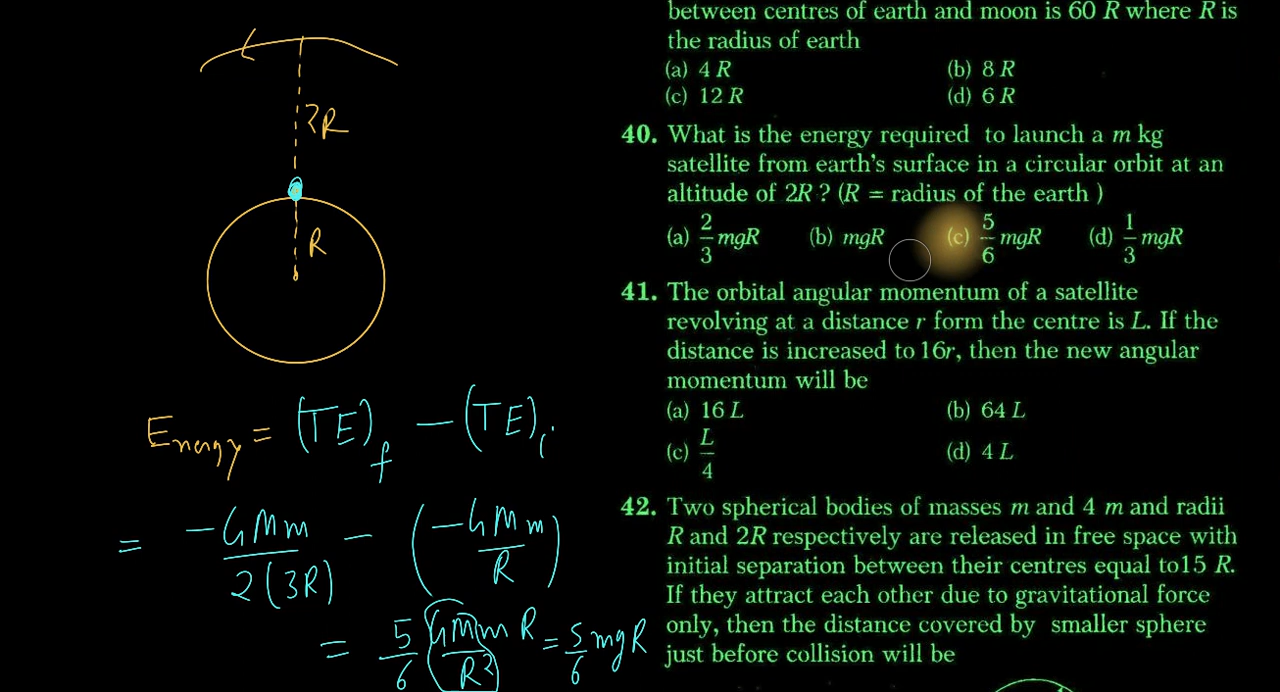 2R
R
Energy = (TE)f - (TE)i
= -GMm/2(3R) - (-GMm/R)
= 5/6 (GMm/R²) R = 5/6 mgR
between centres of earth and moon is 60 R where R is
the radius of earth
(a) 4 R (b) 8 R
(c) 12 R (d) 6 R
40. What is the energy required to launch a m kg
satellite from earth's surface in a circular orbit at an
altitude of 2R ? (R = radius of the earth )
(a) 2/3 mgR (b) mgR (c) 5/6 mgR (d) 1/3 mgR
41. The orbital angular momentum of a satellite
revolving at a distance r form the centre is L. If the
distance is increased to 16r, then the new angular
momentum will be
(a) 16 L (b) 64 L
(c) L/4 (d) 4 L
42. Two spherical bodies of masses m and 4 m and radii
R and 2R respectively are released in free space with
initial separation between their centres equal to15 R.
If they attract each other due to gravitational force
only, then the distance covered by smaller sphere
just before collision will be